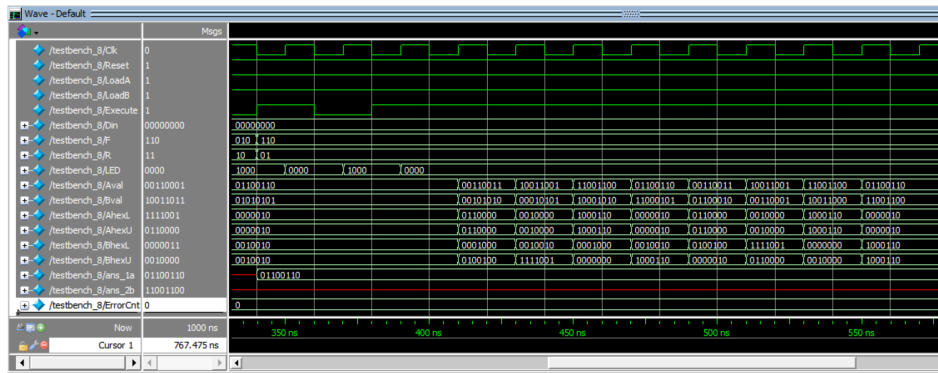 Wave - Default
Msgs
/testbench_8/Clk 0
/testbench_8/Reset 1
/testbench_8/LoadA 1
/testbench_8/LoadB 1
/testbench_8/Execute 1
/testbench_8/Din 00000000 00000000
/testbench_8/F 110 010 110
/testbench_8/R 11 10 01
/testbench_8/LED 0000 1000 0000 1000 0000
/testbench_8/Aval 00110001 01100110 00110011 10011001 11001100 01100110 00110011 10011001 11001100 01100110
/testbench_8/Bval 10011011 01010101 00101010 00010101 10001010 11000101 01100010 00110001 10011000 11001100
/testbench_8/AhexL 1111001 0000010 0110000 0010000 1000110 0000010 0110000 0010000 1000110 0000010
/testbench_8/AhexU 0110000 0000010 0110000 0010000 1000110 0000010 0110000 0010000 1000110 0000010
/testbench_8/BhexL 0000011 0010010 0001000 0010010 0001000 0010010 0100100 1111001 0000000 1000110
/testbench_8/BhexU 0010000 0010010 0100100 1111001 0000000 1000110 0000010 0110000 0010000 1000110
/testbench_8/ans_1a 01100110 01100110
/testbench_8/ans_2b 11001100
/testbench_8/ErrorCnt 0 0
Now 1000 ns 350 ns 400 ns 450 ns 500 ns 550 ns
Cursor 1 767.475 ns